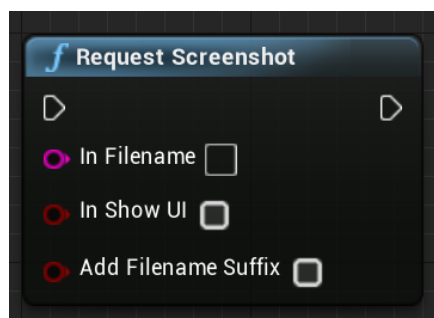 f Request Screenshot
In Filename
In Show UI
Add Filename Suffix